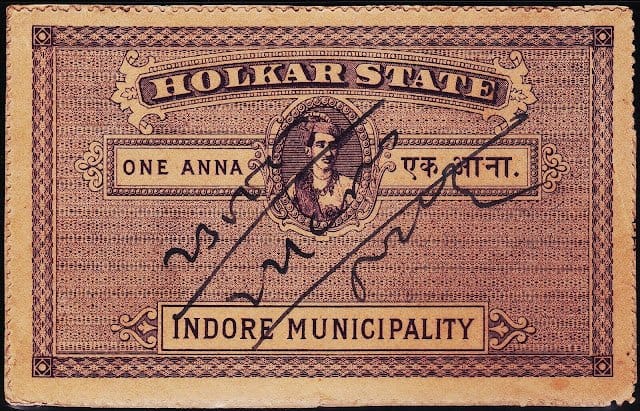 HOLKAR STATE
ONE ANNA एक आना.
INDORE MUNICIPALITY